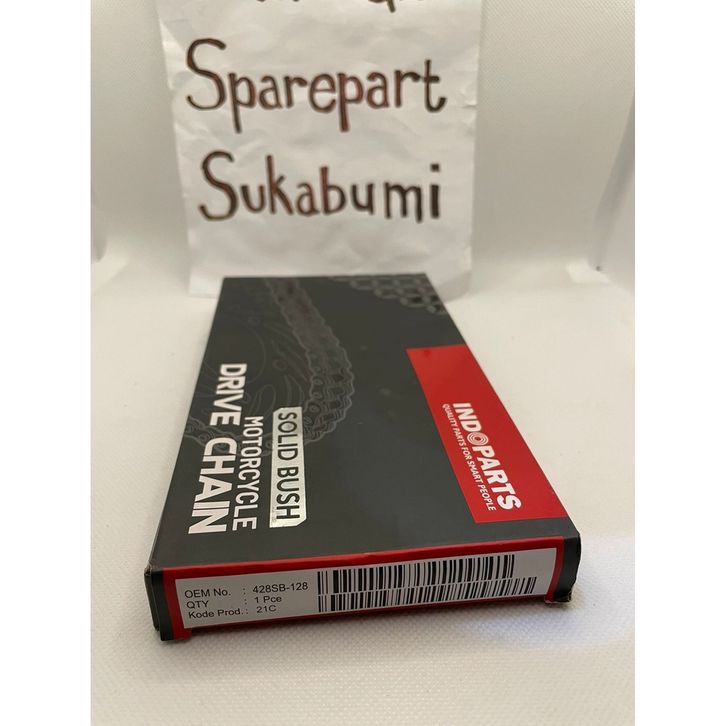 Sparepart
Sukabumi
INDOPARTS
QUALITY PARTS FOR SMART PEOPLE
SOLID BUSH
MOTORCYCLE
DRIVE CHAIN
OEM No. : 428SB-128
QTY : 1 Pce
Kode Prod. : 21C